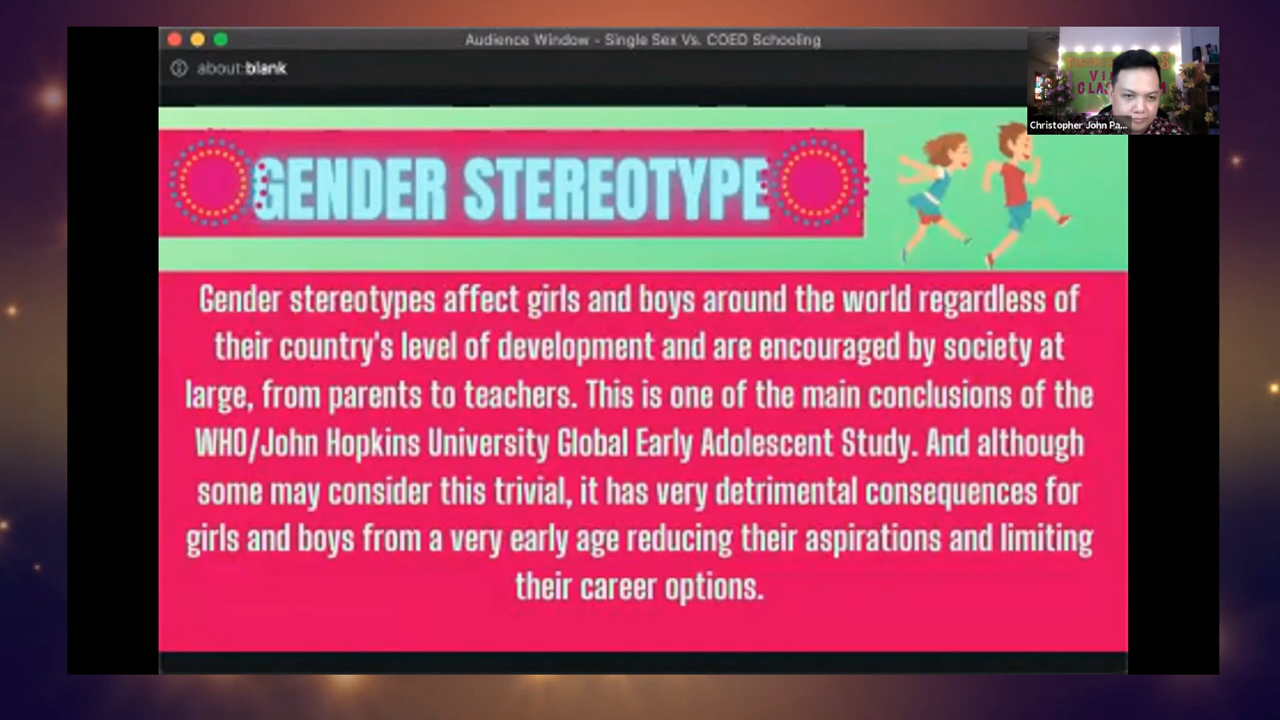 Audience Window - Single Sex Vs. COED Schooling
about:blank
Christopher John Pa...
GENDER STEREOTYPE
Gender stereotypes affect girls and boys around the world regardless of
their country's level of development and are encouraged by society at
large, from parents to teachers. This is one of the main conclusions of the
WHO/John Hopkins University Global Early Adolescent Study. And although
some may consider this trivial, it has very detrimental consequences for
girls and boys from a very early age reducing their aspirations and limiting
their career options.